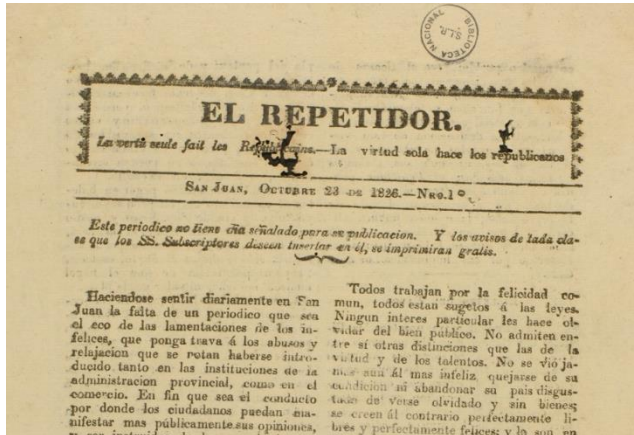 BIBLIOTECA NACIONAL
S.L.P.
EL REPETIDOR.
La vertu seule fait les Republicains.—La virtud sola hace los republicanos
SAN JUAN, OCTUBRE 23 DE 1826.—NRO.1º.
Este periodico no tiene dia señalado para su publicacion. Y los avisos de toda cla-
se que los SS. Subscriptores deseen insertar en él, se imprimiran gratis.
Haciendose sentir diariamente en San
Juan la falta de un periodico que sea
el eco de las lamentaciones de los in-
felices, que ponga trava á los abusos y
relajacion que se notan haberse intro-
ducido tanto en las instituciones de la
administracion provincial, como en el
comercio. En fin que sea el conducto
por donde los ciudadanos puedan ma-
nifestar mas públicamente sus opiniones,
Todos trabajan por la felicidad co-
mun, todos estan sugetos á las leyes.
Ningun interes particular les hace ol-
vidar del bien público. No admiten en-
tre sí otras distinciones que las de la
virtud y de los talentos. No se vió ja-
mas aun ál mas infeliz, quejarse de su
condicion ni abandonar su pais disgus-
tado de verse olvidado y sin bienes;
se creen ál contrario perfectamente li-
bres y perfectamente felices; y lo son en